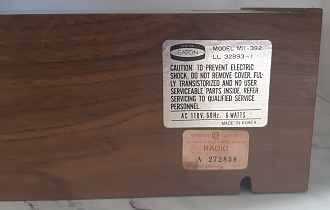 EATON
MODEL MII-392
LL 32893-1
CAUTION: TO PREVENT ELECTRIC
SHOCK, DO NOT REMOVE COVER. FUL-
LY TRANSISTORIZED AND NO USER
SERVICEABLE PARTS INSIDE. REFER
SERVICING TO QUALIFIED SERVICE
PERSONNEL.
AC 110V. 60Hz. 6 WATTS
MADE IN KOREA
RADIO
A 272838